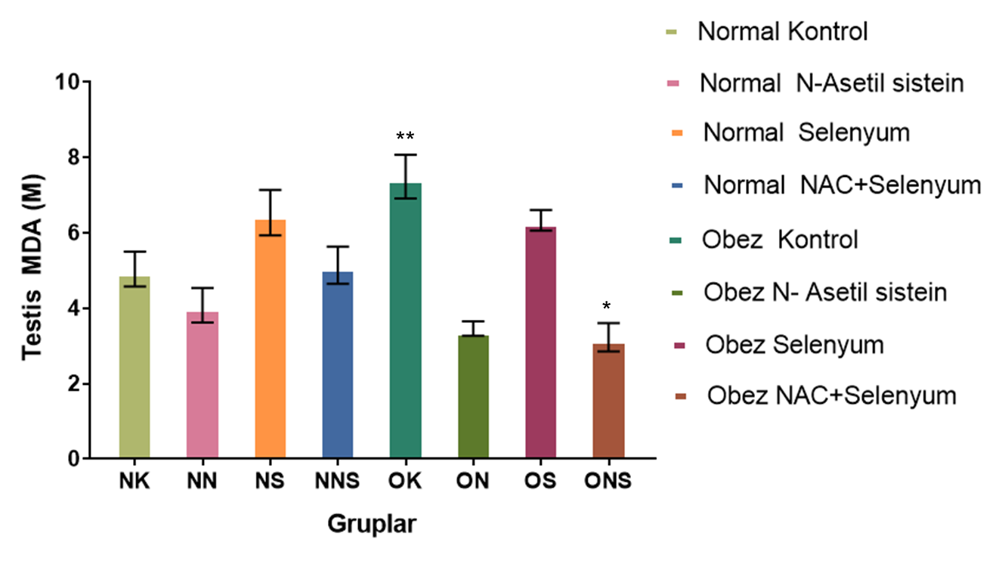 Normal Kontrol
Normal N-Asetil sistein
Normal Selenyum
Normal NAC+Selenyum
Obez Kontrol
Obez N- Asetil sistein
Obez Selenyum
Obez NAC+Selenyum
Testis MDA (M)
10
8
6
4
2
0
**
*
NK NN NS NNS OK ON OS ONS
Gruplar